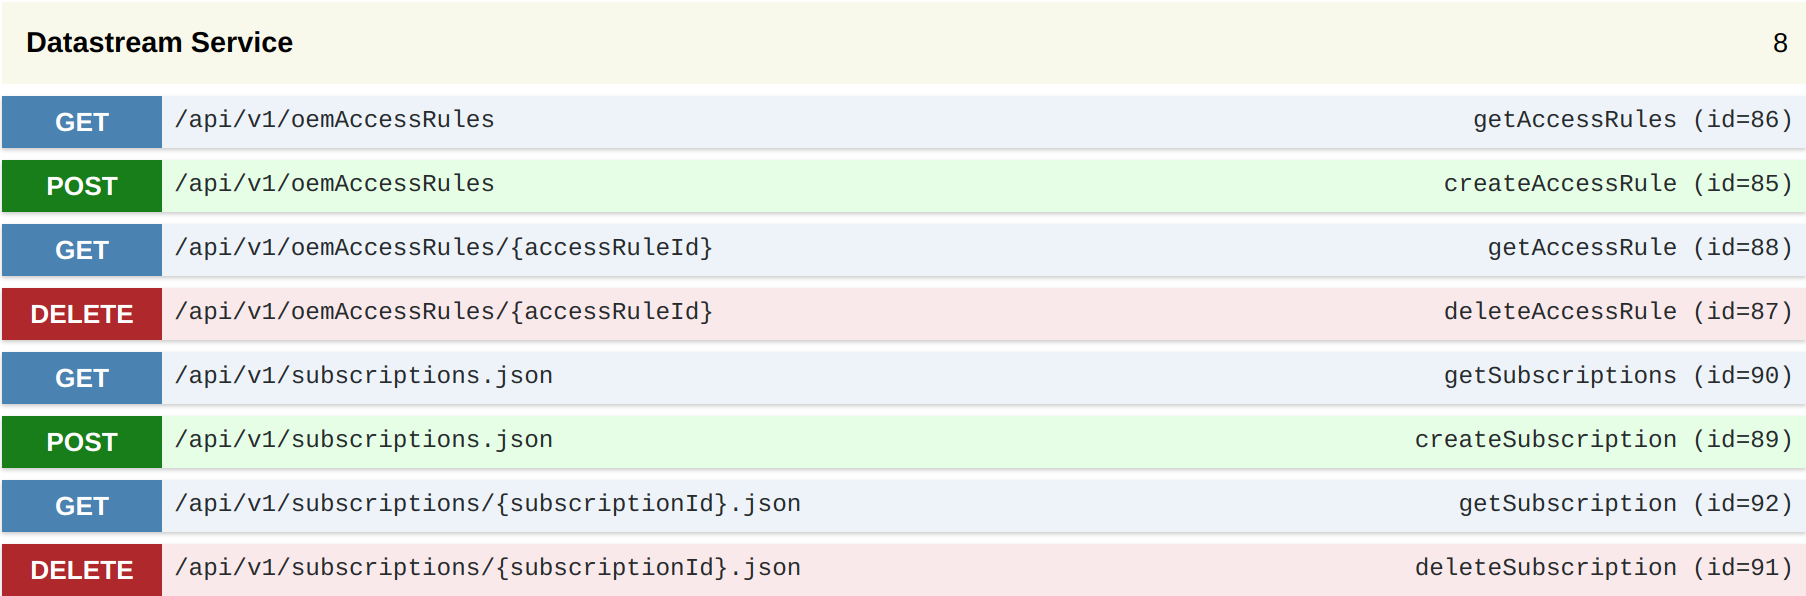 Datastream Service 8
GET /api/v1/oemAccessRules getAccessRules (id=86)
POST /api/v1/oemAccessRules createAccessRule (id=85)
GET /api/v1/oemAccessRules/{accessRuleId} getAccessRule (id=88)
DELETE /api/v1/oemAccessRules/{accessRuleId} deleteAccessRule (id=87)
GET /api/v1/subscriptions.json getSubscriptions (id=90)
POST /api/v1/subscriptions.json createSubscription (id=89)
GET /api/v1/subscriptions/{subscriptionId}.json getSubscription (id=92)
DELETE /api/v1/subscriptions/{subscriptionId}.json deleteSubscription (id=91)